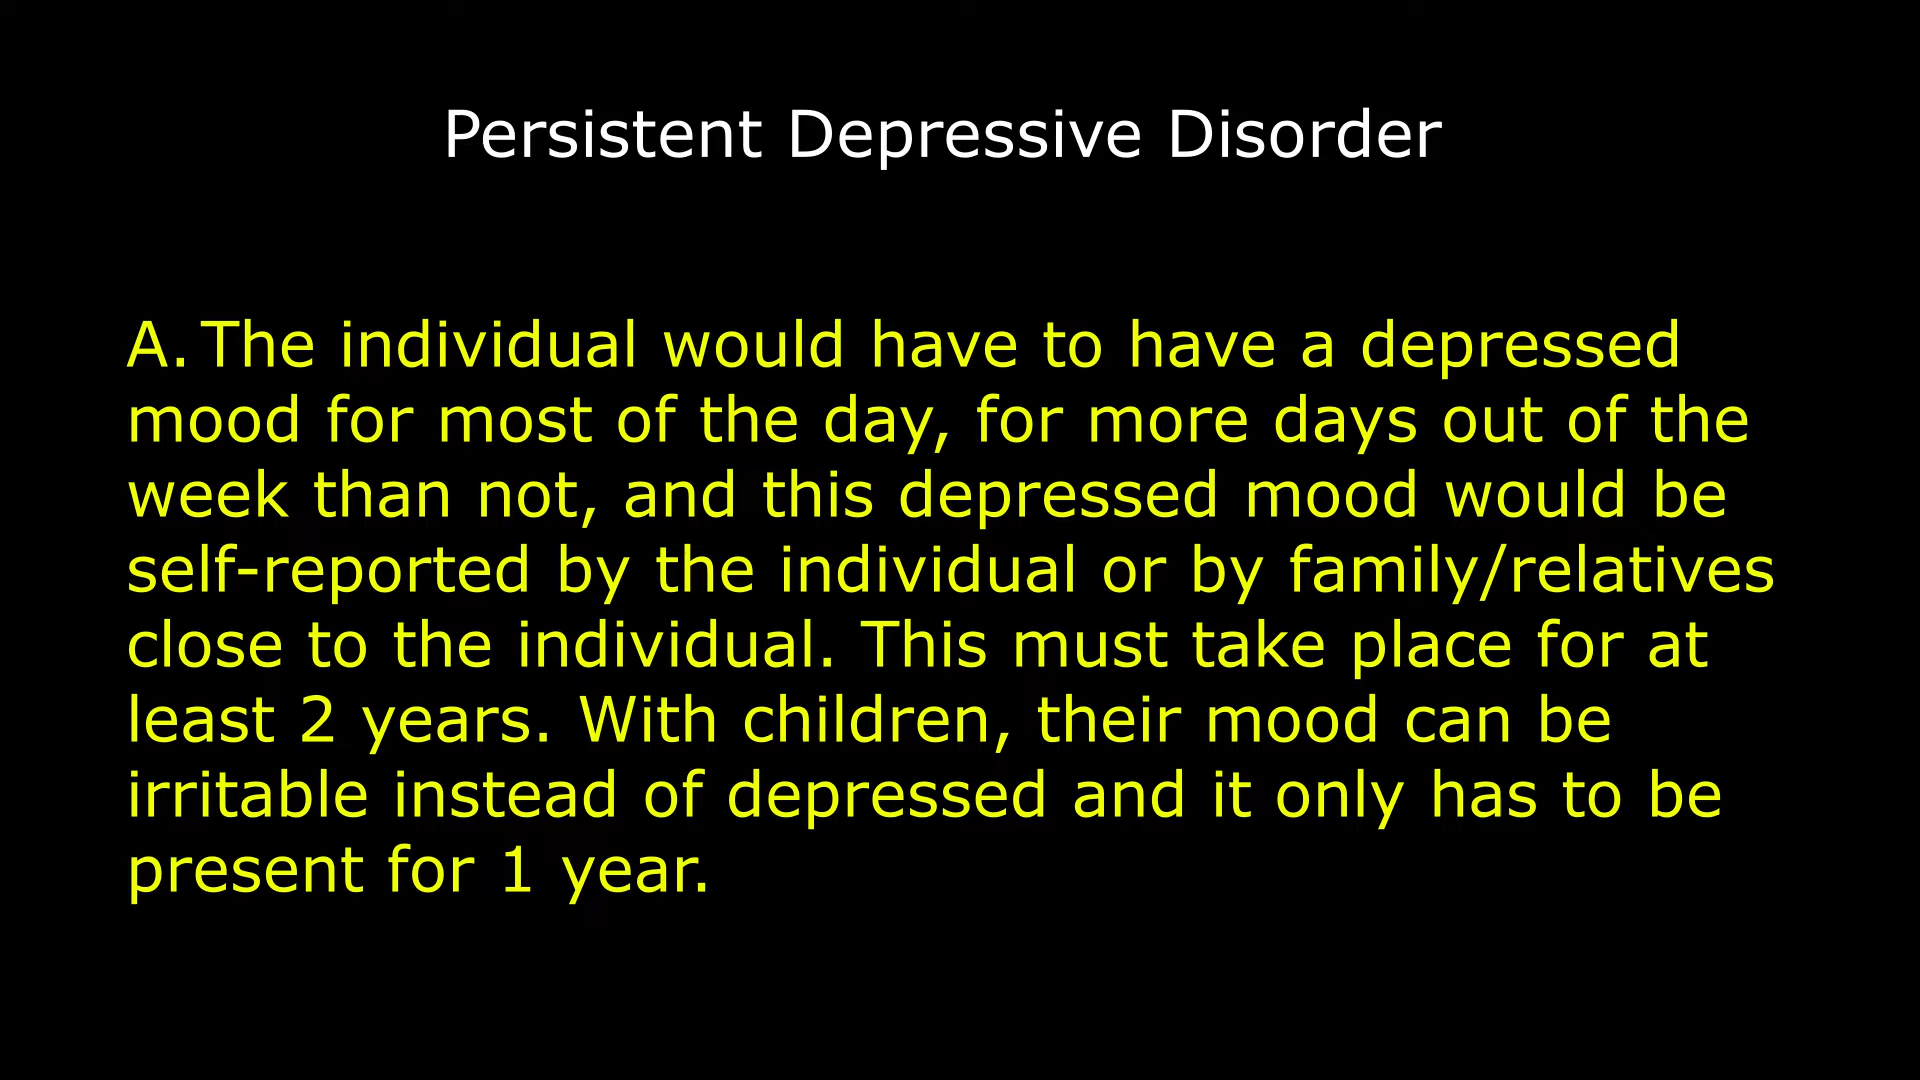 Persistent Depressive Disorder
A. The individual would have to have a depressed
mood for most of the day, for more days out of the
week than not, and this depressed mood would be
self-reported by the individual or by family/relatives
close to the individual. This must take place for at
least 2 years. With children, their mood can be
irritable instead of depressed and it only has to be
present for 1 year.